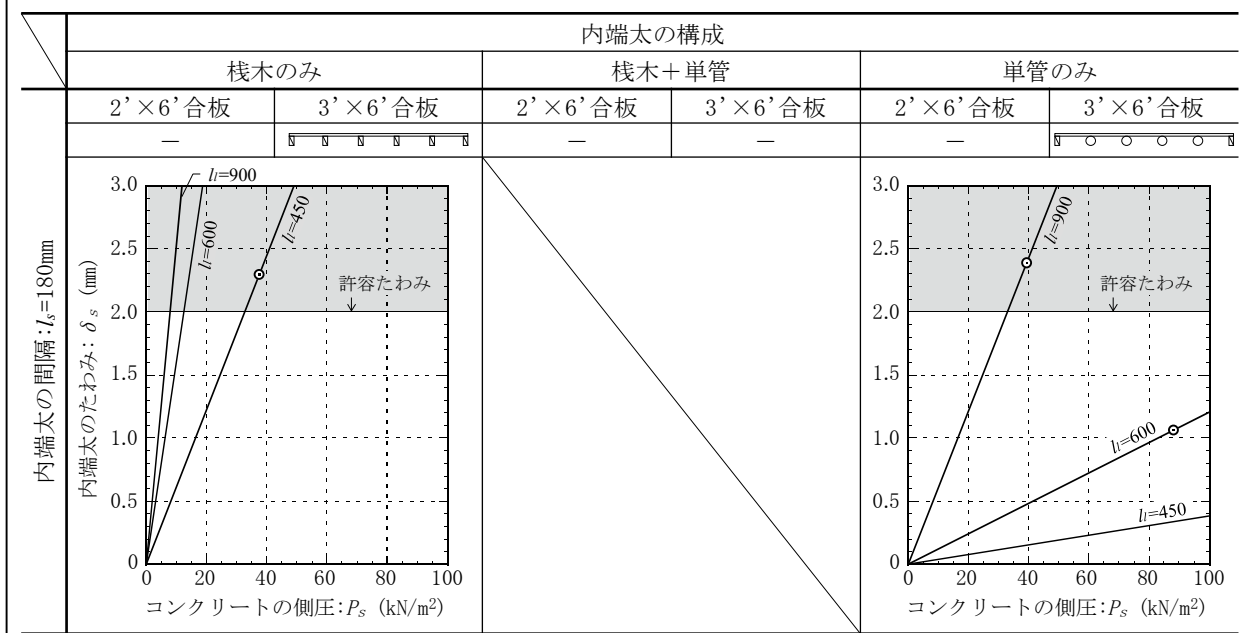 内端太の構成
桟木のみ
桟木＋単管
単管のみ
2’×6’合板
3’×6’合板
2’×6’合板
3’×6’合板
2’×6’合板
3’×6’合板
—
—
—
—
内端太の間隔:ls=180mm
内端太のたわみ: δs (mm)
3.0
2.5
2.0
1.5
1.0
0.5
0
ll=900
ll=600
ll=450
許容たわみ
↓
0
20
40
60
80
100
コンクリートの側圧:Ps (kN/m²)
3.0
2.5
2.0
1.5
1.0
0.5
0
ll=900
許容たわみ
↓
ll=600
ll=450
0
20
40
60
80
100
コンクリートの側圧:Ps (kN/m²)